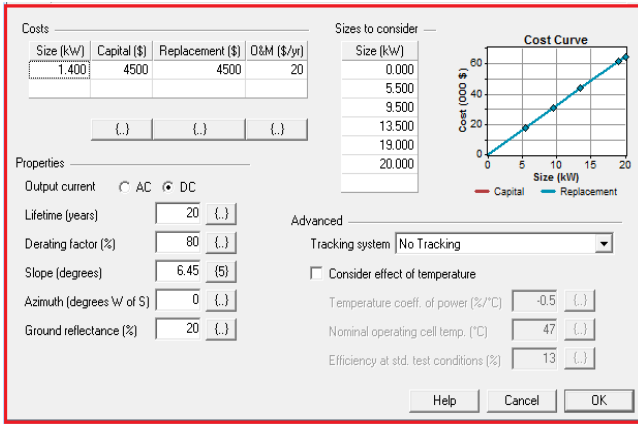 Costs
Size (kW) Capital ($) Replacement ($) O&M ($/yr)
1.400 4500 4500 20
{..} {..} {..}
Sizes to consider
Size (kW)
0.000
5.500
9.500
13.500
19.000
20.000
Cost Curve
Cost (000 $)
60
40
20
0
0 5 10 15 20
Size (kW)
Capital Replacement
Properties
Output current AC DC
Lifetime (years) 20 {..}
Derating factor (%) 80 {..}
Slope (degrees) 6.45 {5}
Azimuth (degrees W of S) 0 {..}
Ground reflectance (%) 20 {..}
Advanced
Tracking system No Tracking
Consider effect of temperature
Temperature coeff. of power (%/°C) -0.5 {..}
Nominal operating cell temp. (°C) 47 {..}
Efficiency at std. test conditions (%) 13 {..}
Help Cancel OK